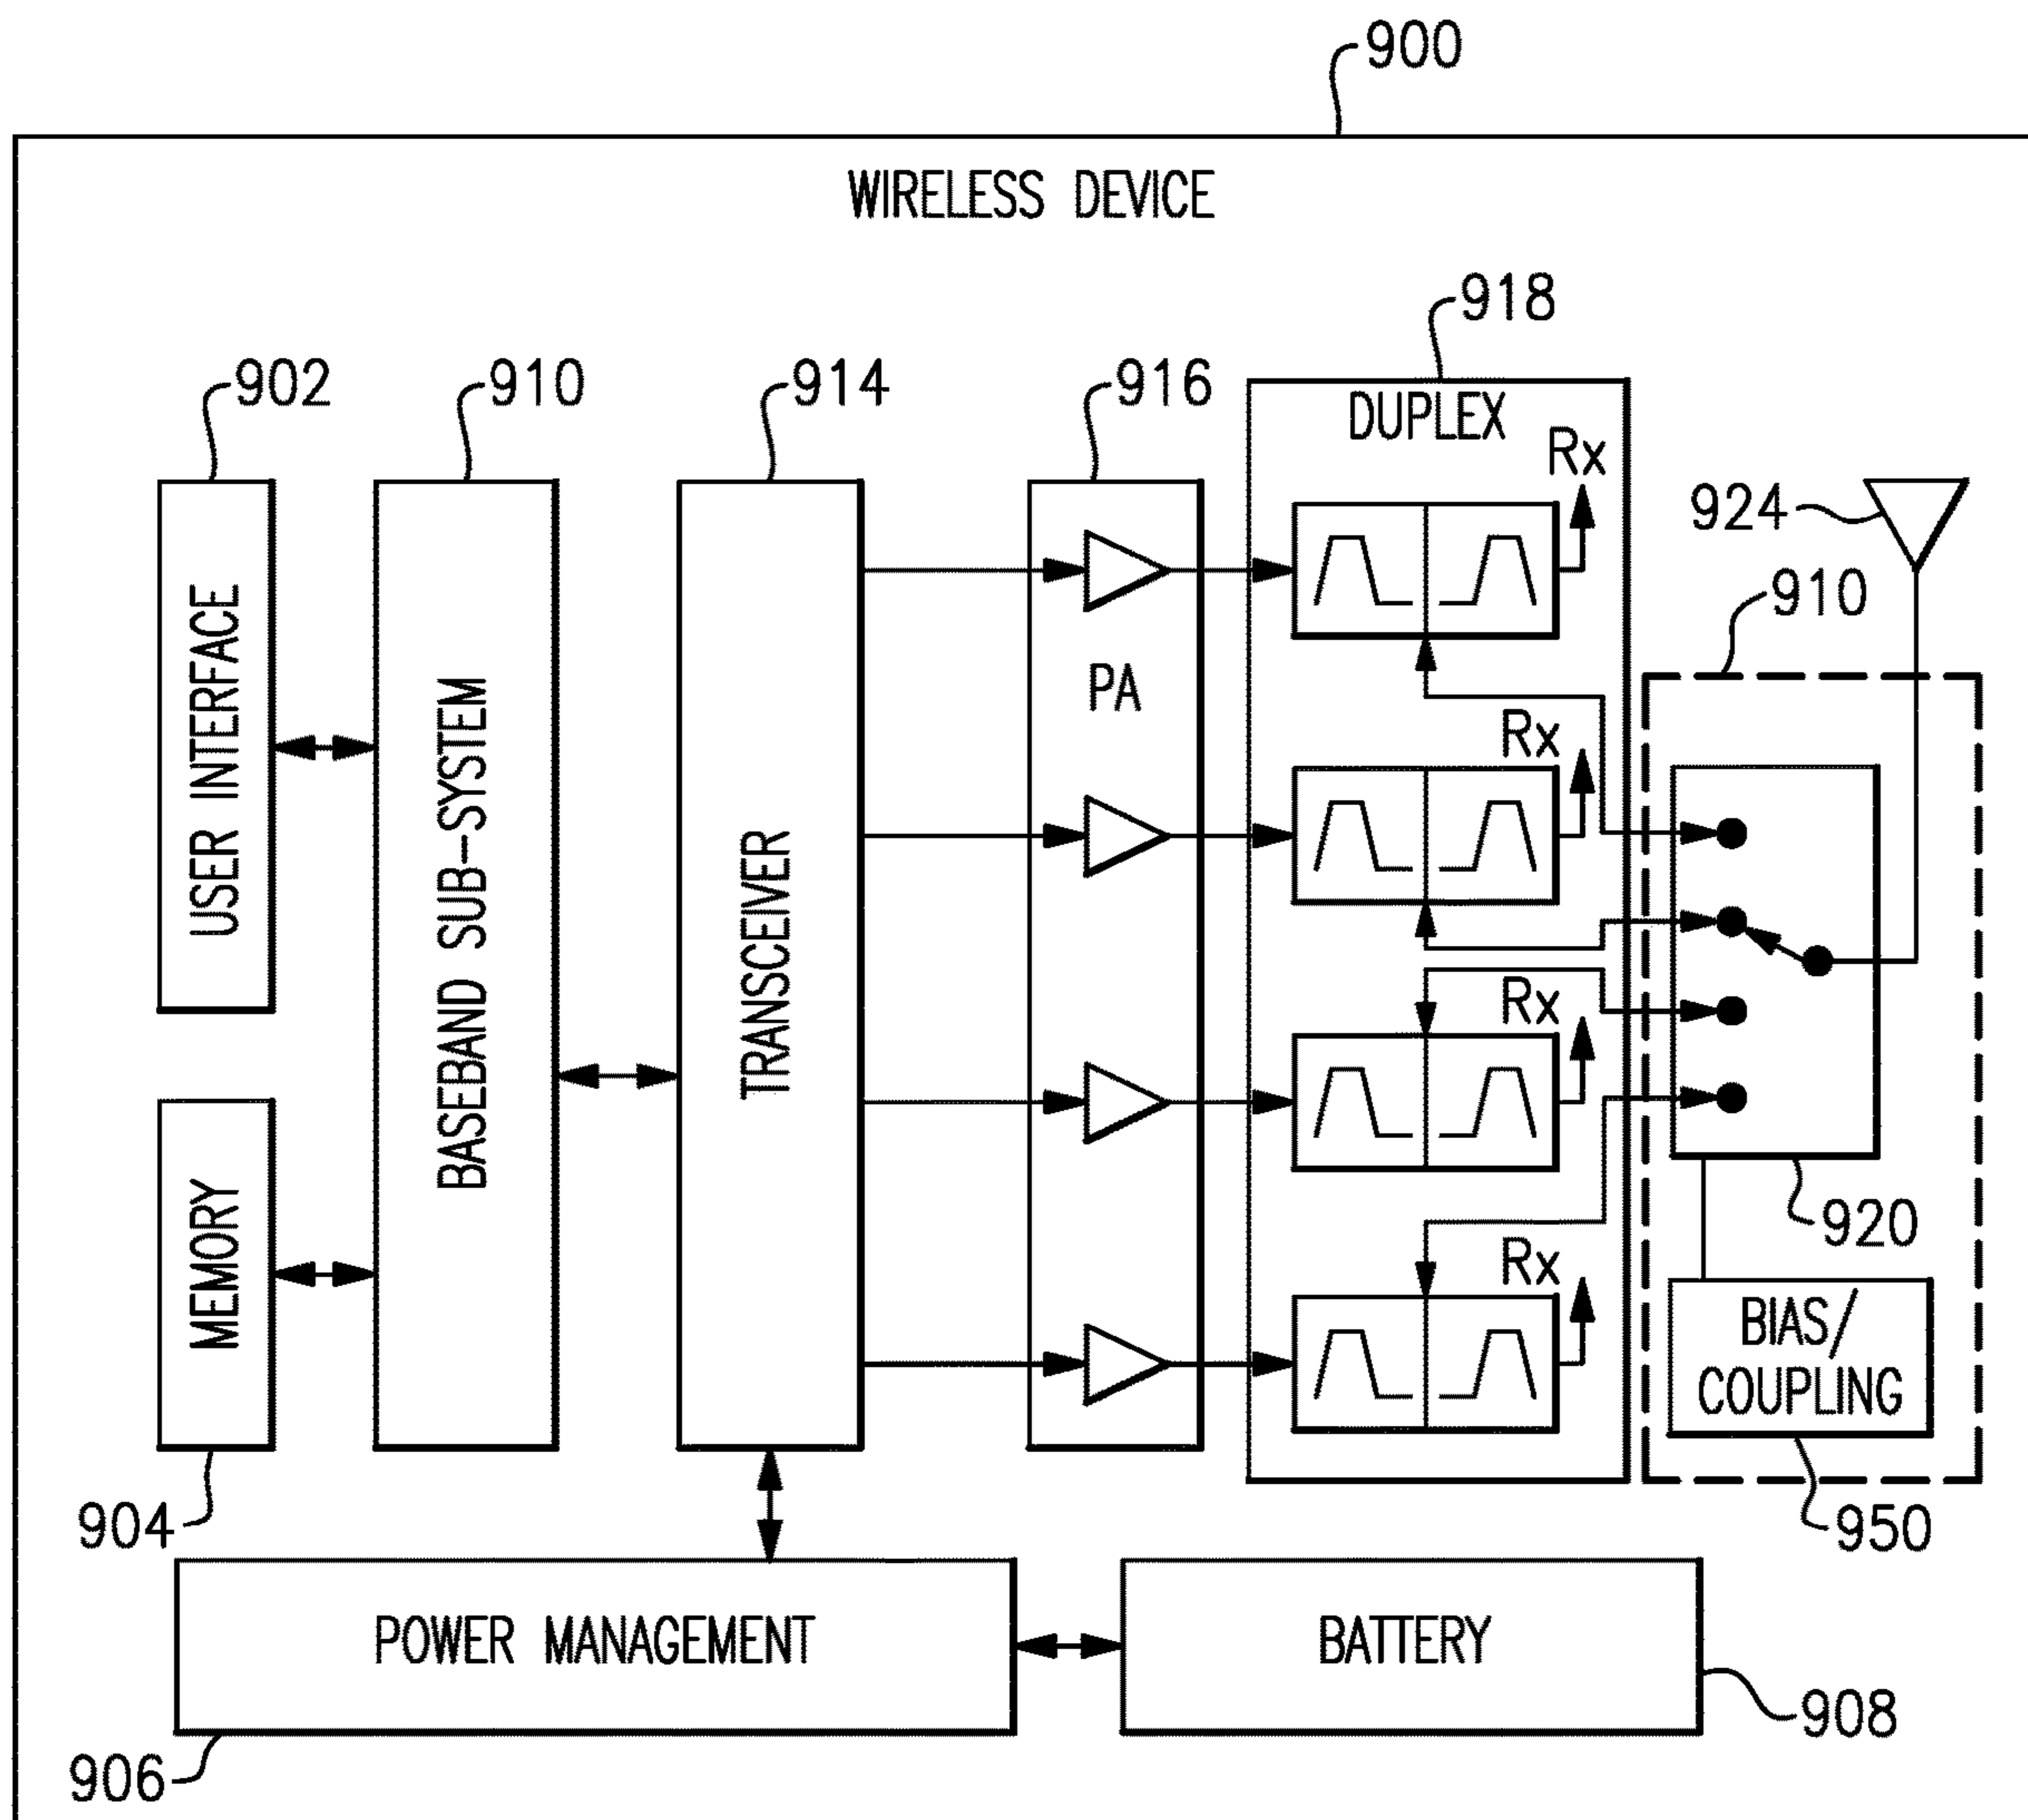 900
WIRELESS DEVICE
918
902
910
914
916
DUPLEX
Rx
924
910
USER INTERFACE
BASEBAND SUB-SYSTEM
TRANSCEIVER
PA
Rx
Rx
MEMORY
920
Rx
BIAS/
COUPLING
904
950
POWER MANAGEMENT
BATTERY
908
906